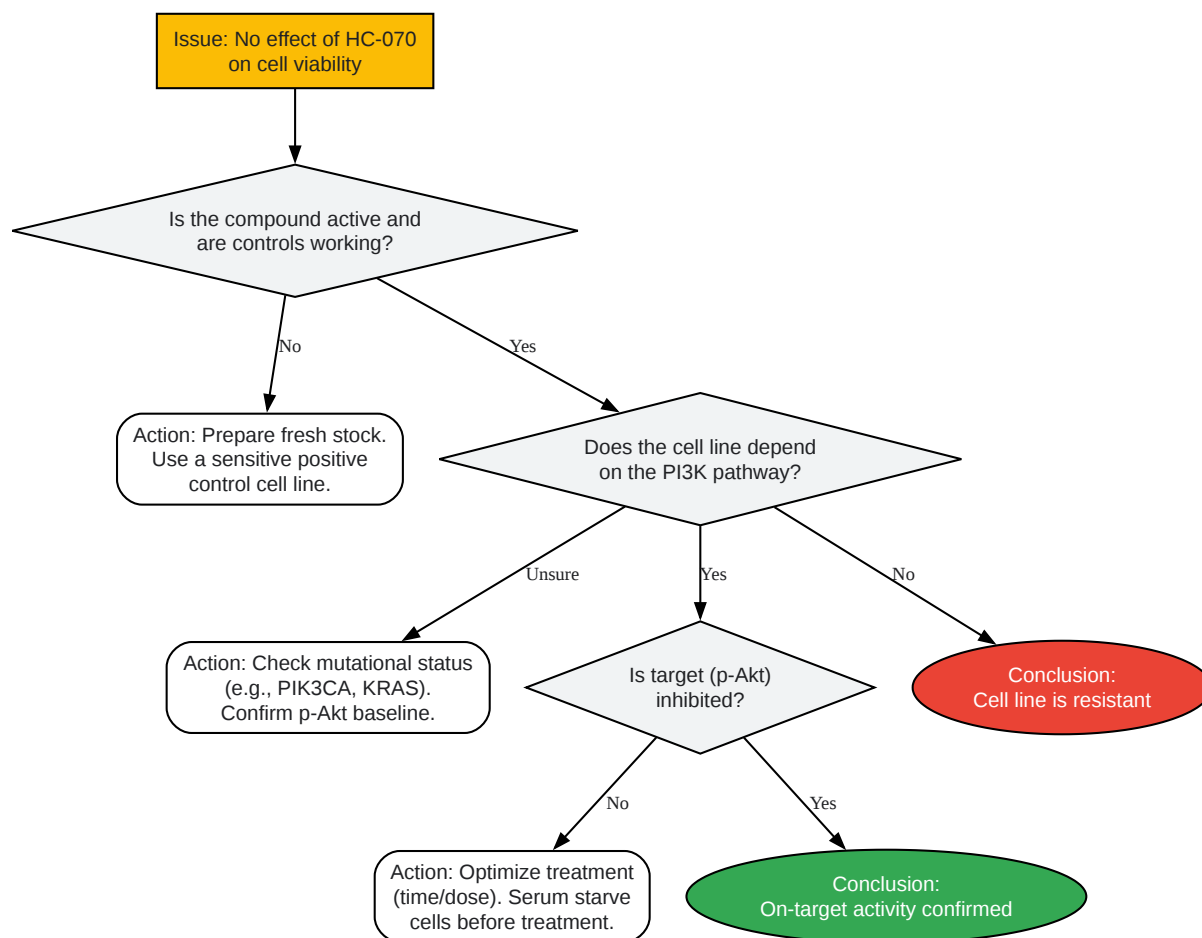 Issue: No effect of HC-070
on cell viability
Is the compound active and
are controls working?
No
Yes
Action: Prepare fresh stock.
Use a sensitive positive
control cell line.
Does the cell line depend
on the PI3K pathway?
Unsure
Yes
No
Action: Check mutational status
(e.g., PIK3CA, KRAS).
Confirm p-Akt baseline.
Is target (p-Akt)
inhibited?
Conclusion:
Cell line is resistant
No
Yes
Action: Optimize treatment
(time/dose). Serum starve
cells before treatment.
Conclusion:
On-target activity confirmed